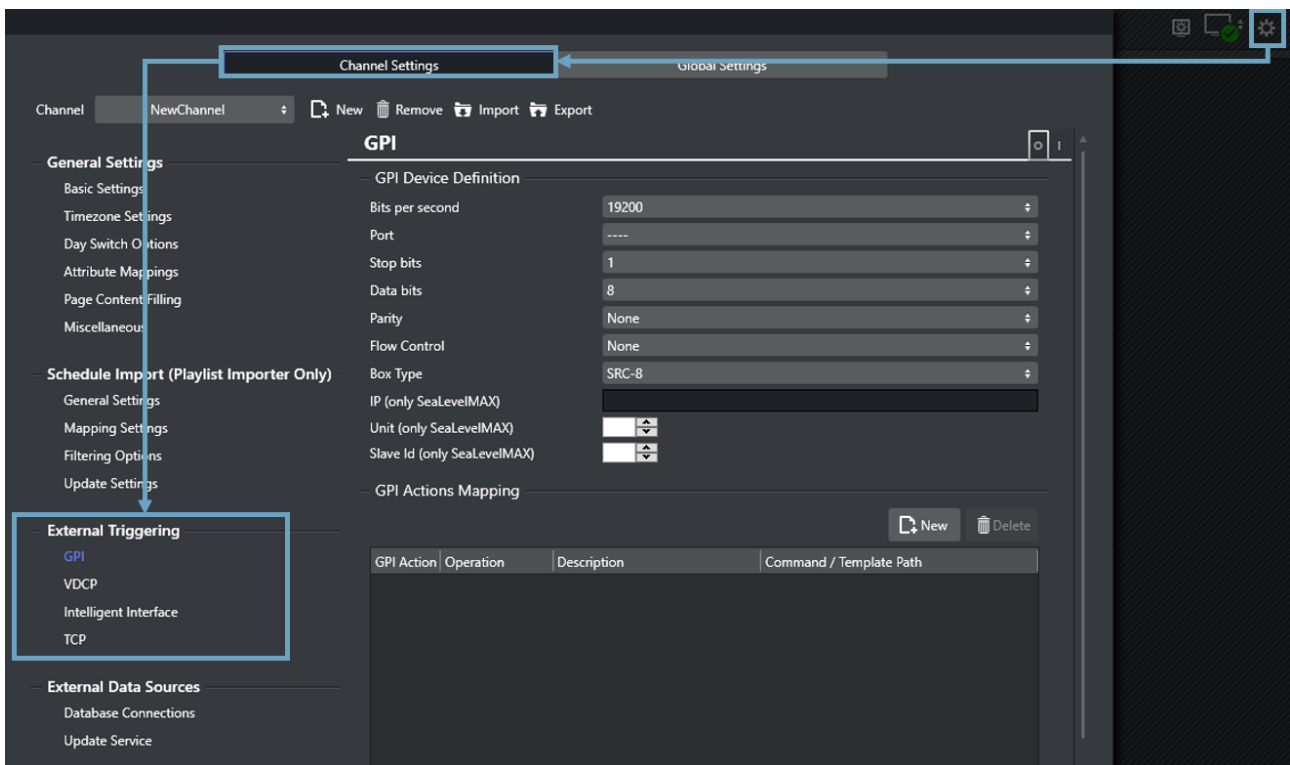 Channel Settings Global Settings
Channel NewChannel New Remove Import Export
General Settings
Basic Settings
Timezone Settings
Day Switch Options
Attribute Mappings
Page Content Filling
Miscellaneous
Schedule Import (Playlist Importer Only)
General Settings
Mapping Settings
Filtering Options
Update Settings
External Triggering
GPI
VDCP
Intelligent Interface
TCP
External Data Sources
Database Connections
Update Service
GPI O I
GPI Device Definition
Bits per second 19200
Port ----
Stop bits 1
Data bits 8
Parity None
Flow Control None
Box Type SRC-8
IP (only SeaLevelMAX)
Unit (only SeaLevelMAX)
Slave Id (only SeaLevelMAX)
GPI Actions Mapping
New Delete
GPI Action Operation Description Command / Template Path